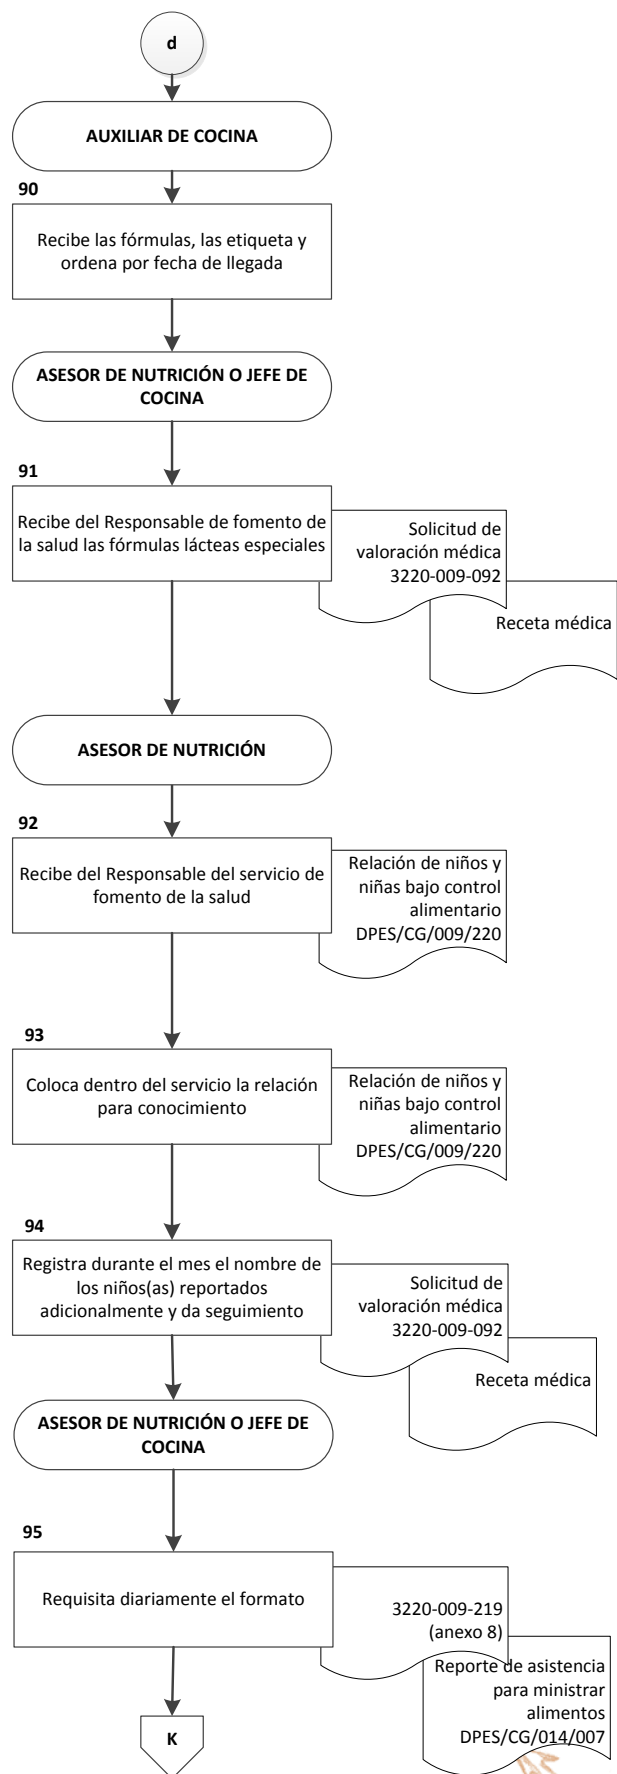 d
AUXILIAR DE COCINA
90
Recibe las fórmulas, las etiqueta y
ordena por fecha de llegada
ASESOR DE NUTRICIÓN O JEFE DE
COCINA
91
Recibe del Responsable de fomento de
la salud las fórmulas lácteas especiales
Solicitud de
valoración médica
3220-009-092
Receta médica
ASESOR DE NUTRICIÓN
92
Recibe del Responsable del servicio de
fomento de la salud
Relación de niños y
niñas bajo control
alimentario
DPES/CG/009/220
93
Coloca dentro del servicio la relación
para conocimiento
Relación de niños y
niñas bajo control
alimentario
DPES/CG/009/220
94
Registra durante el mes el nombre de
los niños(as) reportados
adicionalmente y da seguimiento
Solicitud de
valoración médica
3220-009-092
Receta médica
ASESOR DE NUTRICIÓN O JEFE DE
COCINA
95
Requisita diariamente el formato
3220-009-219
(anexo 8)
Reporte de asistencia
para ministrar
alimentos
DPES/CG/014/007
K